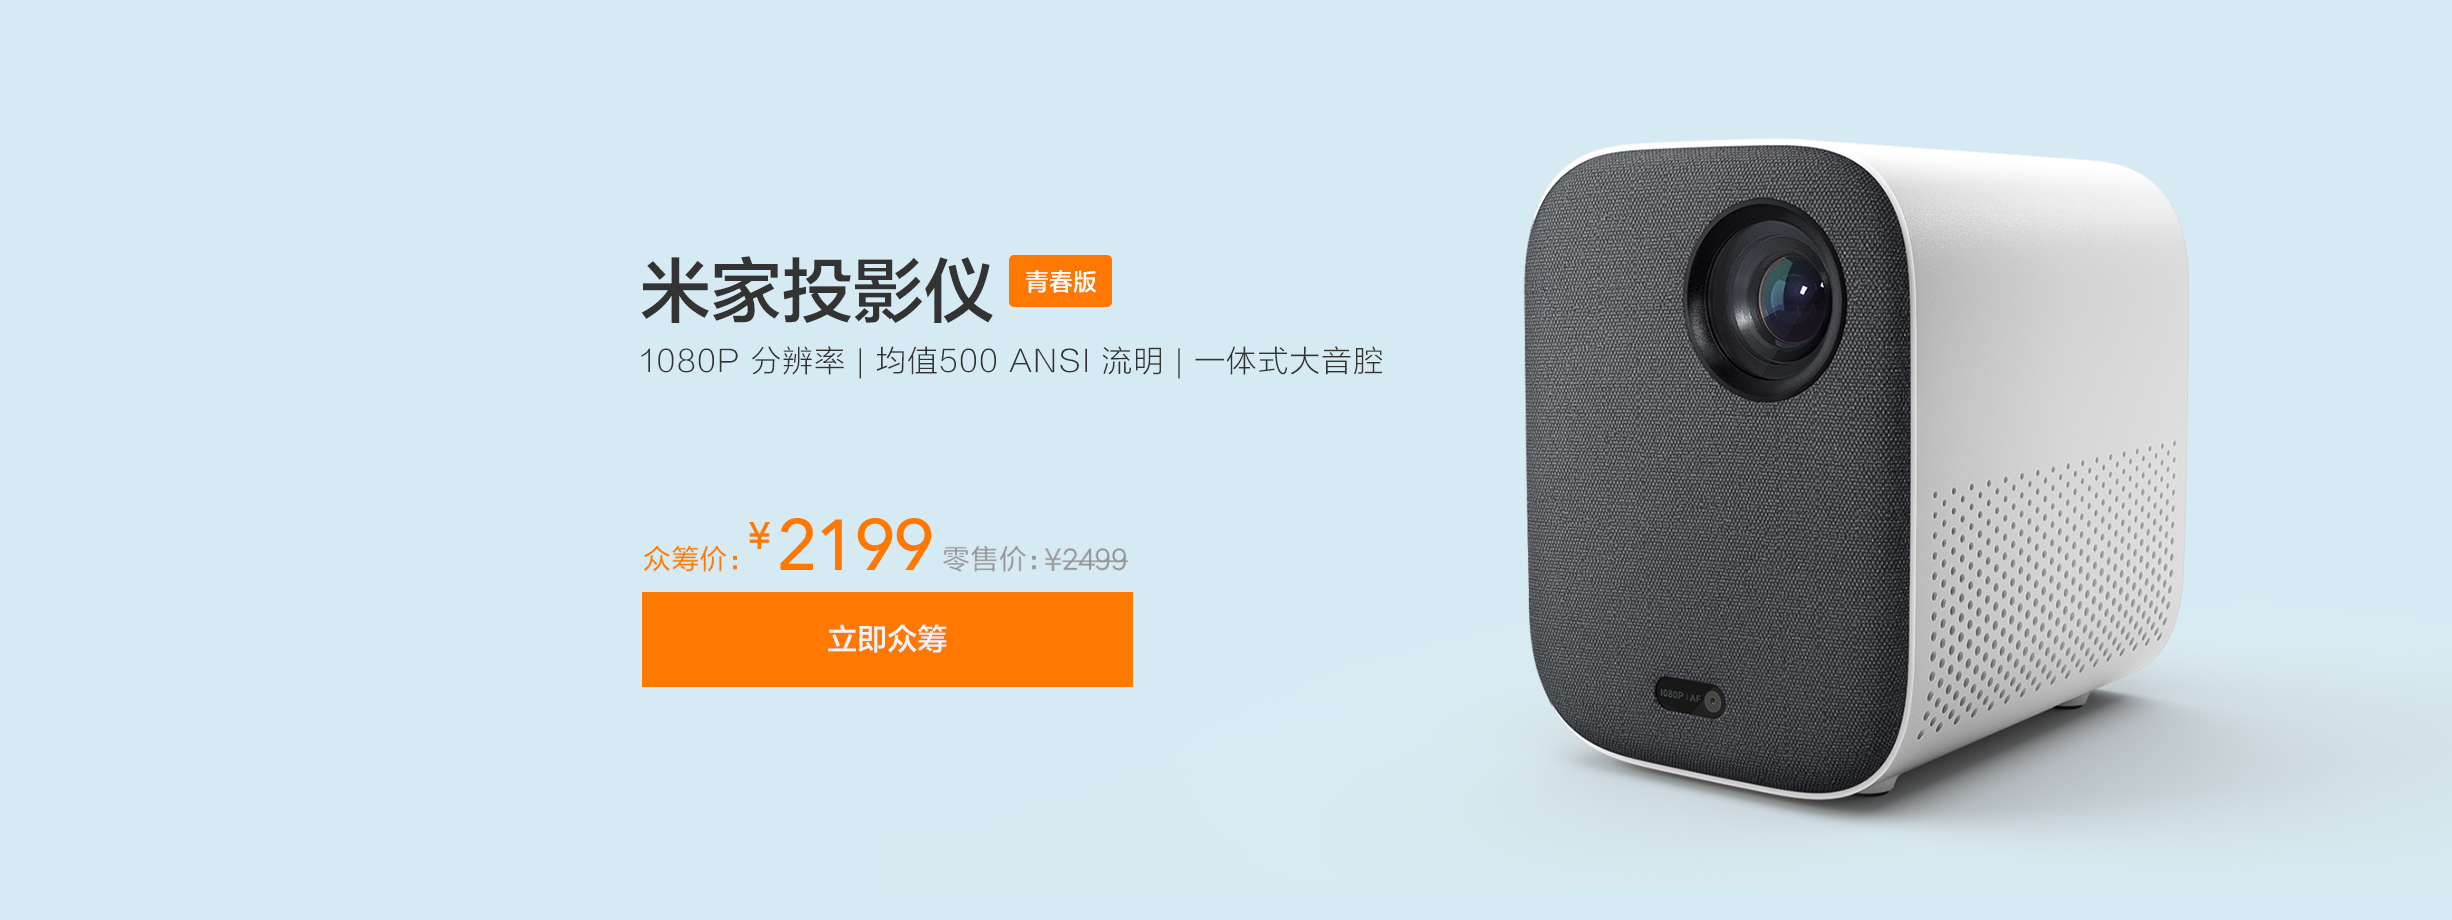 米家投影仪 青春版
1080P 分辨率 | 均值500 ANSI 流明 | 一体式大音腔
众筹价：¥2199 零售价：¥2499
立即众筹
1080P | AF